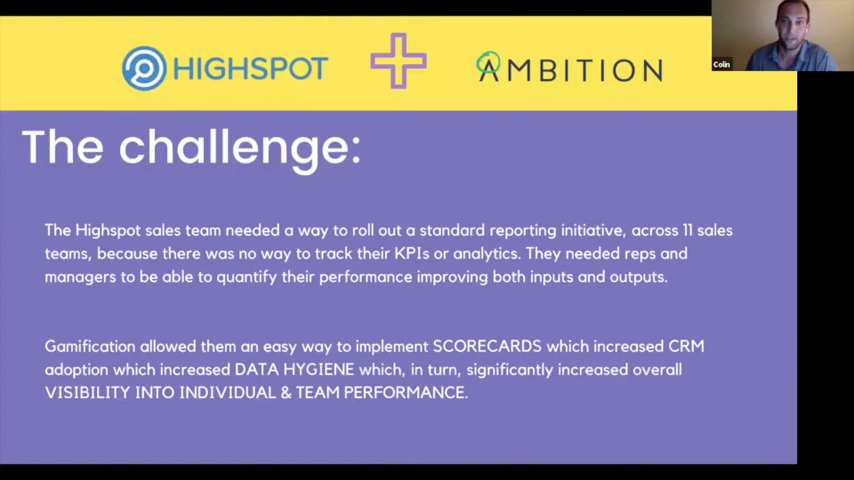 HIGHSPOT
AMBITION
Colin
The challenge:
The Highspot sales team needed a way to roll out a standard reporting initiative, across 11 sales
teams, because there was no way to track their KPIs or analytics. They needed reps and
managers to be able to quantify their performance improving both inputs and outputs.
Gamification allowed them an easy way to implement SCORECARDS which increased CRM
adoption which increased DATA HYGIENE which, in turn, significantly increased overall
VISIBILITY INTO INDIVIDUAL & TEAM PERFORMANCE.